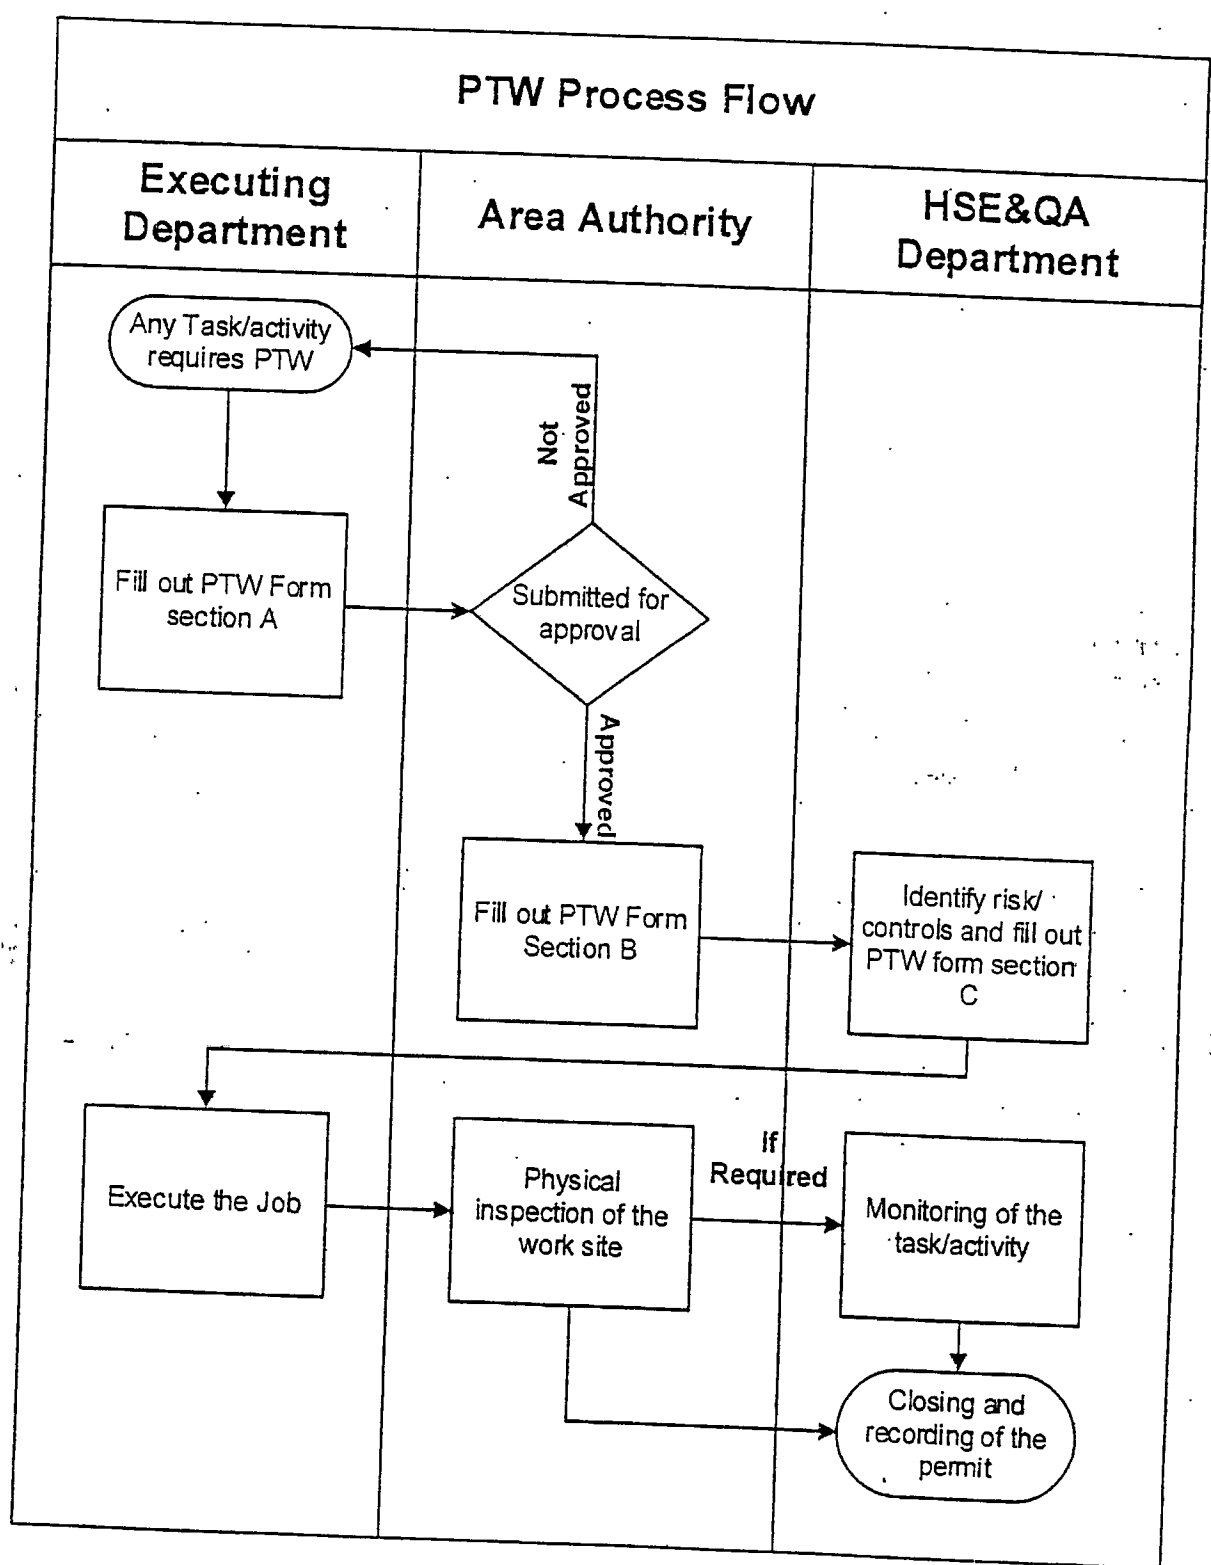 PTW Process Flow
Executing
Department
Area Authority
HSE&QA
Department
Any Task/activity
requires PTW
Not
Approved
Fill out PTW Form
section A
Submitted for
approval
Approved
Fill out PTW Form
Section B
Identify risk/
controls and fill out
PTW form section
C
Execute the Job
Physical
inspection of the
work site
If
Required
Monitoring of the
task/activity
Closing and
recording of the
permit